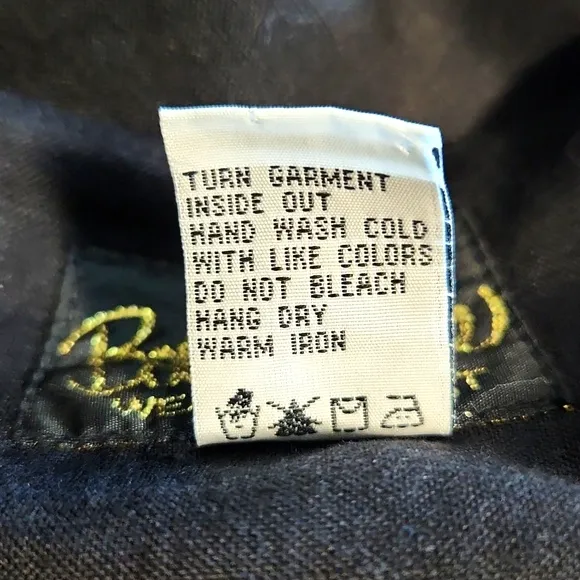 TURN GARMENT
INSIDE OUT
HAND WASH COLD
WITH LIKE COLORS
DO NOT BLEACH
HANG DRY
WARM IRON